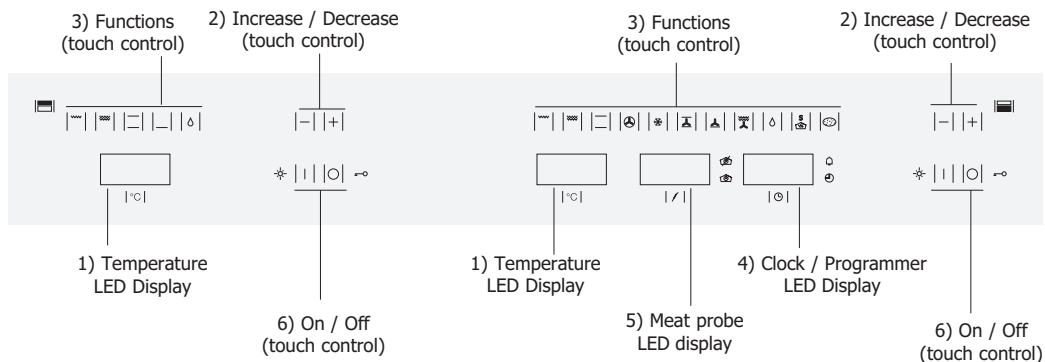 3) Functions
(touch control)
2) Increase / Decrease
(touch control)
3) Functions
(touch control)
2) Increase / Decrease
(touch control)
°C
°C
1) Temperature
LED Display
6) On / Off
(touch control)
1) Temperature
LED Display
5) Meat probe
LED display
4) Clock / Programmer
LED Display
6) On / Off
(touch control)